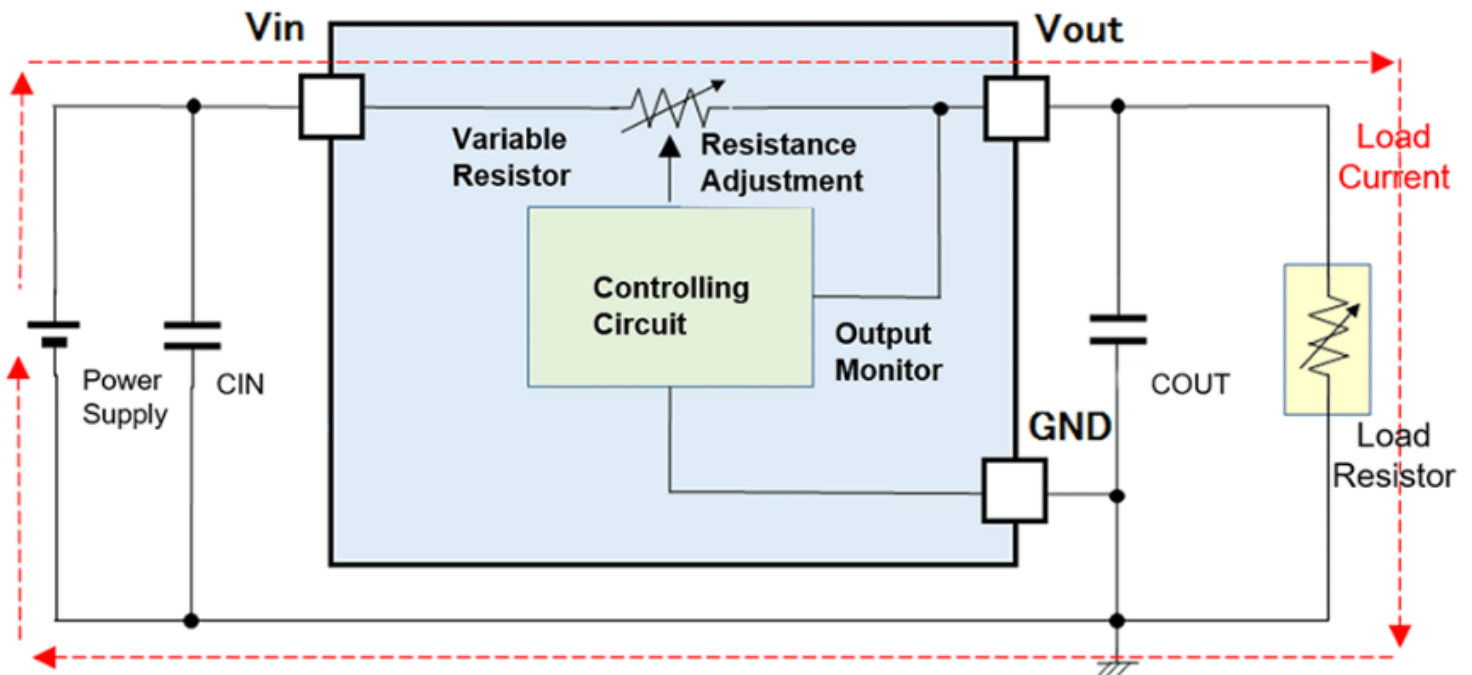 Vin
Vout
Variable
Resistor
Resistance
Adjustment
Load
Current
Controlling
Circuit
Output
Monitor
Power
Supply
CIN
COUT
GND
Load
Resistor